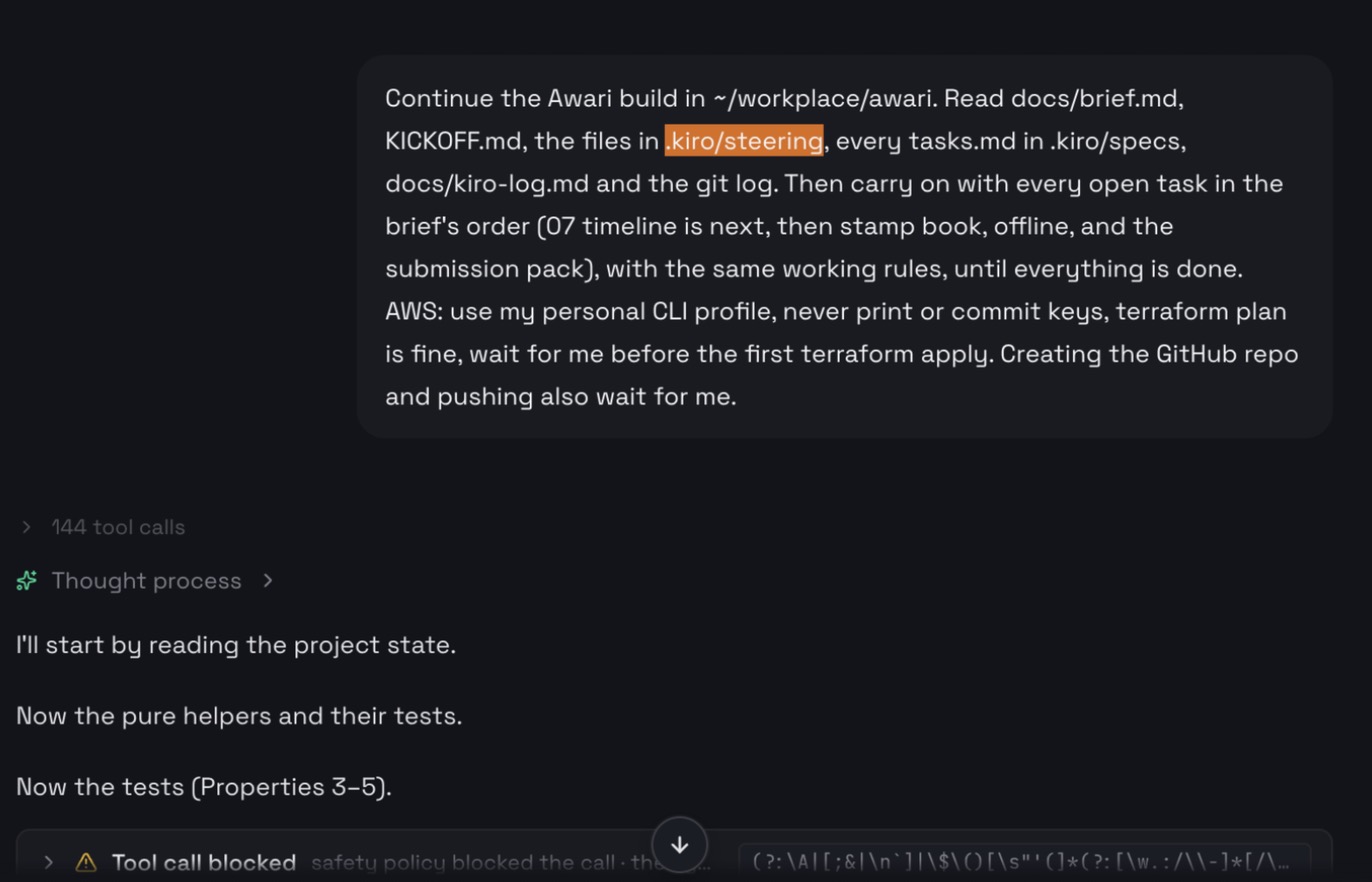 Continue the Awari build in ~/workplace/awari. Read docs/brief.md,
KICKOFF.md, the files in .kiro/steering, every tasks.md in .kiro/specs,
docs/kiro-log.md and the git log. Then carry on with every open task in the
brief's order (07 timeline is next, then stamp book, offline, and the
submission pack), with the same working rules, until everything is done.
AWS: use my personal CLI profile, never print or commit keys, terraform plan
is fine, wait for me before the first terraform apply. Creating the GitHub repo
and pushing also wait for me.
144 tool calls
Thought process
I'll start by reading the project state.
Now the pure helpers and their tests.
Now the tests (Properties 3–5).
Tool call blocked safety policy blocked the call · the... (?:\A|[;&|\n`]|\$\()[\s"'(]*(?:[\w.:/\\-]*[/\...